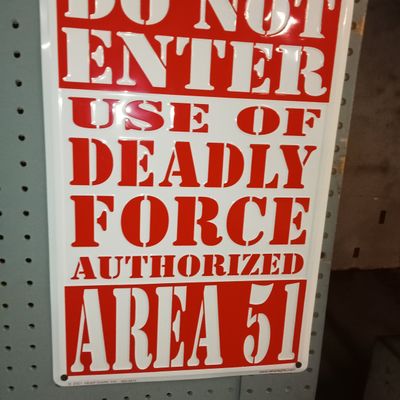 DO NOT
ENTER
USE OF
DEADLY
FORCE
AUTHORIZED
AREA 51